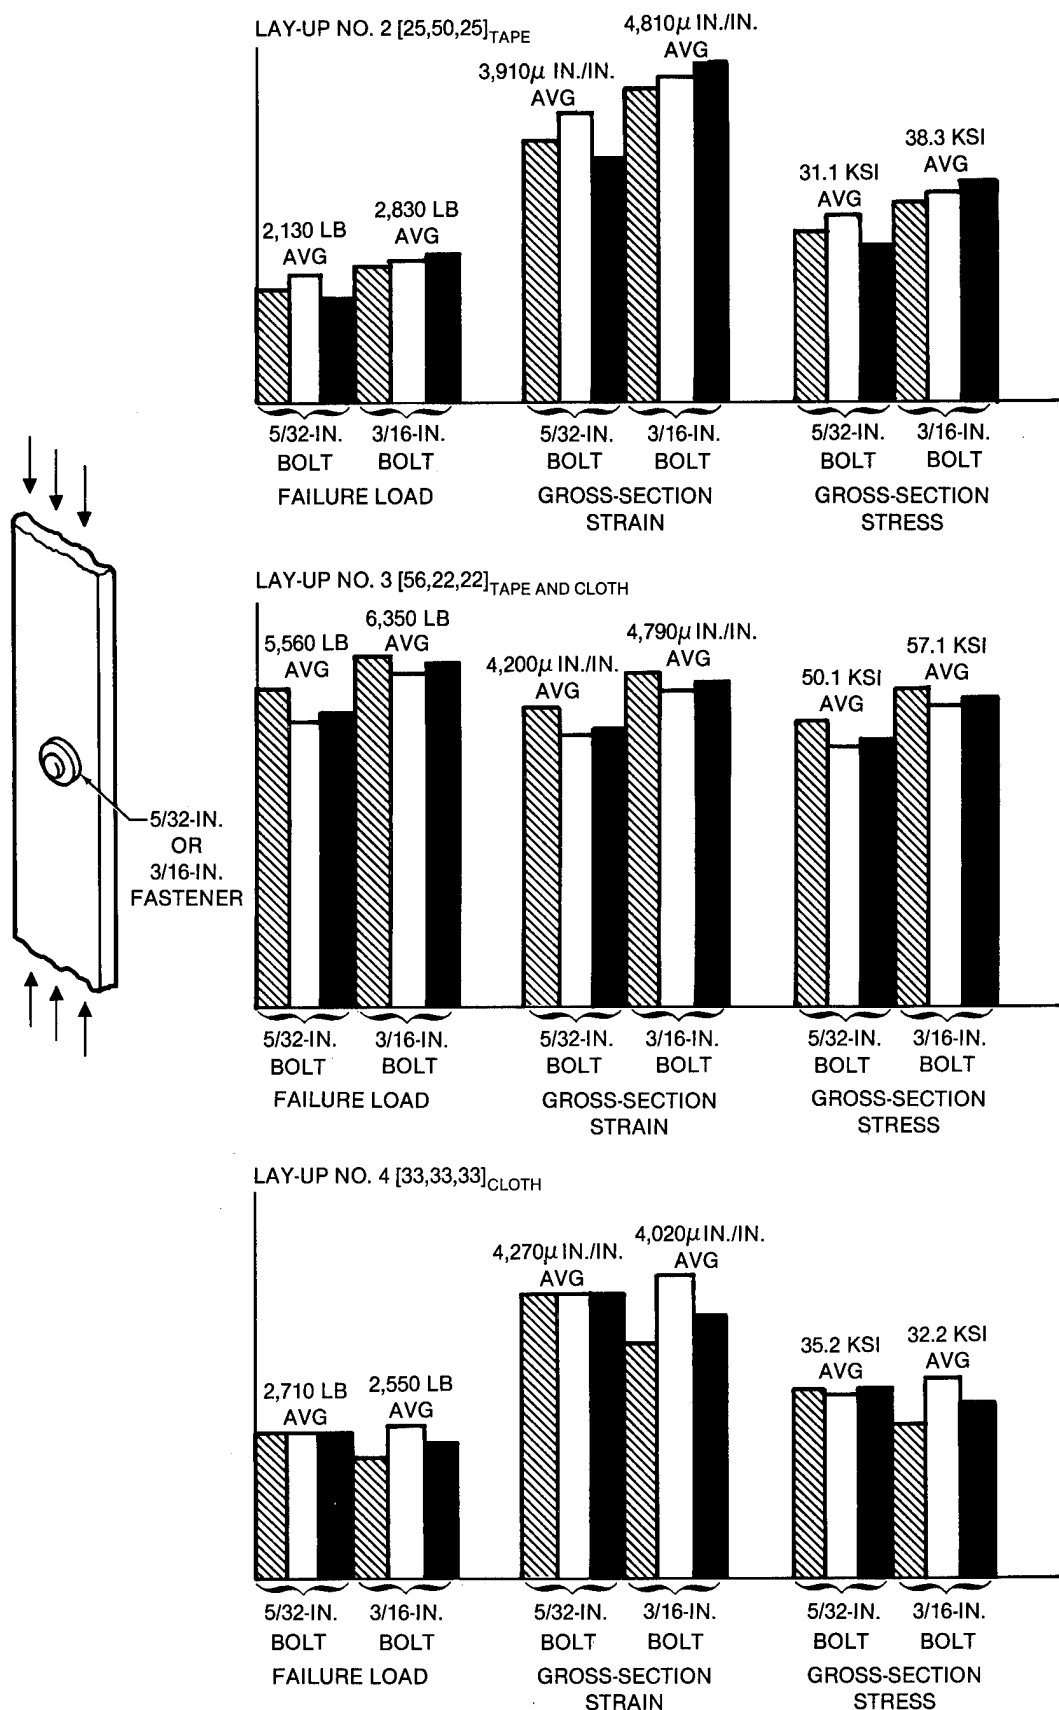 LAY-UP NO. 2 [25,50,25]TAPE
2,130 LB
AVG
2,830 LB
AVG
3,910μ IN./IN.
AVG
4,810μ IN./IN.
AVG
31.1 KSI
AVG
38.3 KSI
AVG
5/32-IN.
BOLT
3/16-IN.
BOLT
5/32-IN.
BOLT
3/16-IN.
BOLT
5/32-IN.
BOLT
3/16-IN.
BOLT
FAILURE LOAD
GROSS-SECTION
STRAIN
GROSS-SECTION
STRESS
5/32-IN.
OR
3/16-IN.
FASTENER
LAY-UP NO. 3 [56,22,22]TAPE AND CLOTH
5,560 LB
AVG
6,350 LB
AVG
4,200μ IN./IN.
AVG
4,790μ IN./IN.
AVG
50.1 KSI
AVG
57.1 KSI
AVG
5/32-IN.
BOLT
3/16-IN.
BOLT
5/32-IN.
BOLT
3/16-IN.
BOLT
5/32-IN.
BOLT
3/16-IN.
BOLT
FAILURE LOAD
GROSS-SECTION
STRAIN
GROSS-SECTION
STRESS
LAY-UP NO. 4 [33,33,33]CLOTH
2,710 LB
AVG
2,550 LB
AVG
4,270μ IN./IN.
AVG
4,020μ IN./IN.
AVG
35.2 KSI
AVG
32.2 KSI
AVG
5/32-IN.
BOLT
3/16-IN.
BOLT
5/32-IN.
BOLT
3/16-IN.
BOLT
5/32-IN.
BOLT
3/16-IN.
BOLT
FAILURE LOAD
GROSS-SECTION
STRAIN
GROSS-SECTION
STRESS